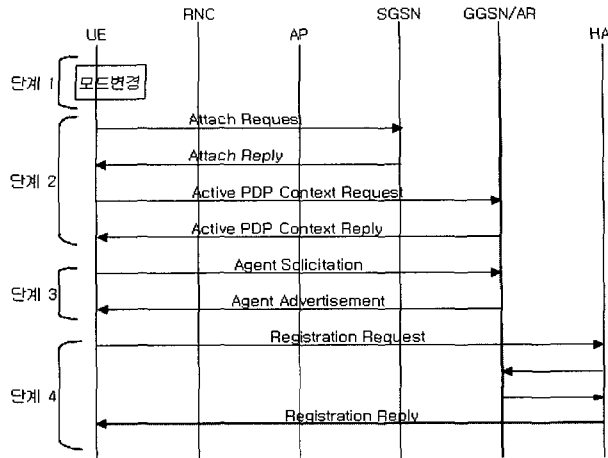 RNC
SGSN
GGSN/AR
UE
AP
HA
단계 1
모드변경
Attach Request
Attach Reply
단계 2
Active PDP Context Request
Active PDP Context Reply
Agent Solicitation
단계 3
Agent Advertisement
Registration Request
단계 4
Registration Reply